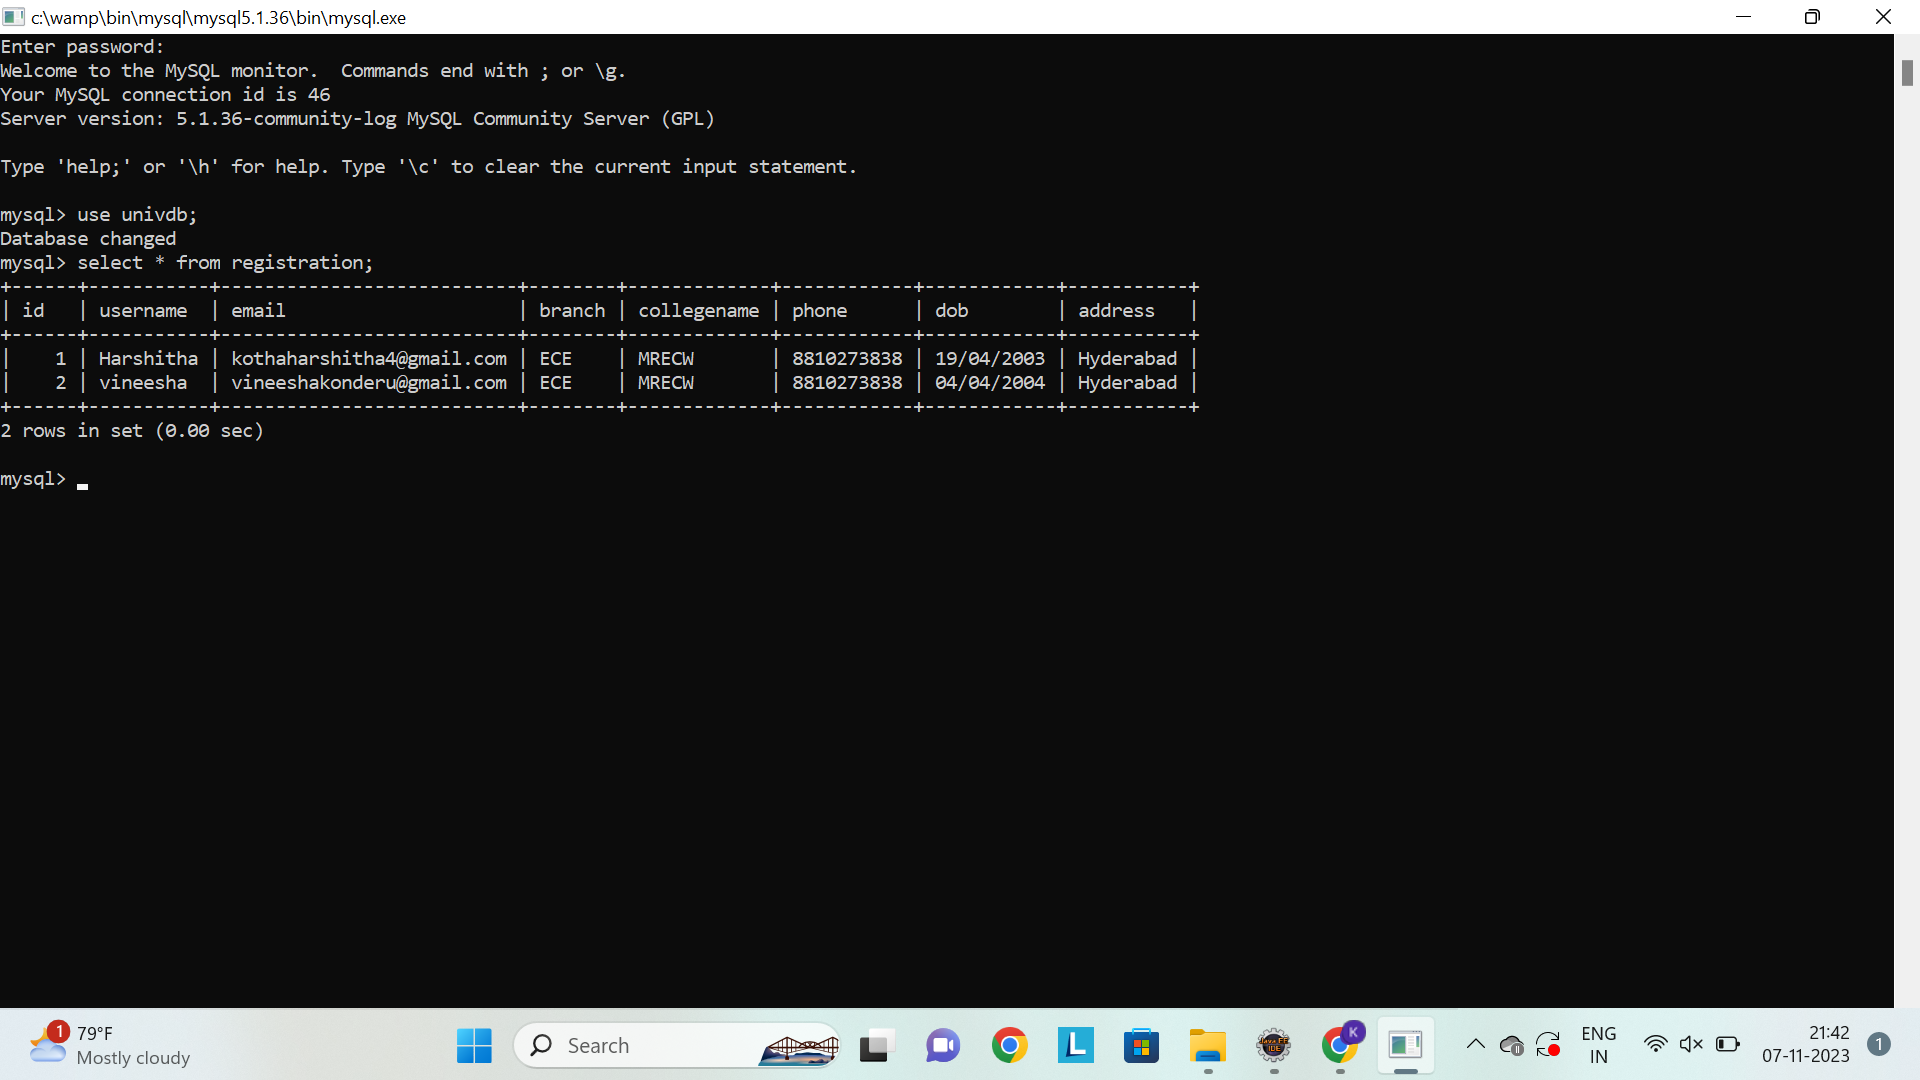 c:\wamp\bin\mysql\mysql5.1.36\bin\mysql.exe
Enter password:
Welcome to the MySQL monitor.  Commands end with ; or \g.
Your MySQL connection id is 46
Server version: 5.1.36-community-log MySQL Community Server (GPL)
Type 'help;' or '\h' for help. Type '\c' to clear the current input statement.
mysql> use univdb;
Database changed
mysql> select * from registration;
+------+-----------+---------------------------+--------+-------------+------------+------------+-----------+
| id   | username  | email                     | branch | collegename | phone      | dob        | address   |
+------+-----------+---------------------------+--------+-------------+------------+------------+-----------+
|    1 | Harshitha | kothaharshitha4@gmail.com | ECE    | MRECW       | 8810273838 | 19/04/2003 | Hyderabad |
|    2 | vineesha  | vineeshakonderu@gmail.com | ECE    | MRECW       | 8810273838 | 04/04/2004 | Hyderabad |
+------+-----------+---------------------------+--------+-------------+------------+------------+-----------+
2 rows in set (0.00 sec)
mysql>
1
79°F
Mostly cloudy
Search
L
Java EE
IDE
K
ENG
IN
21:42
07-11-2023
1